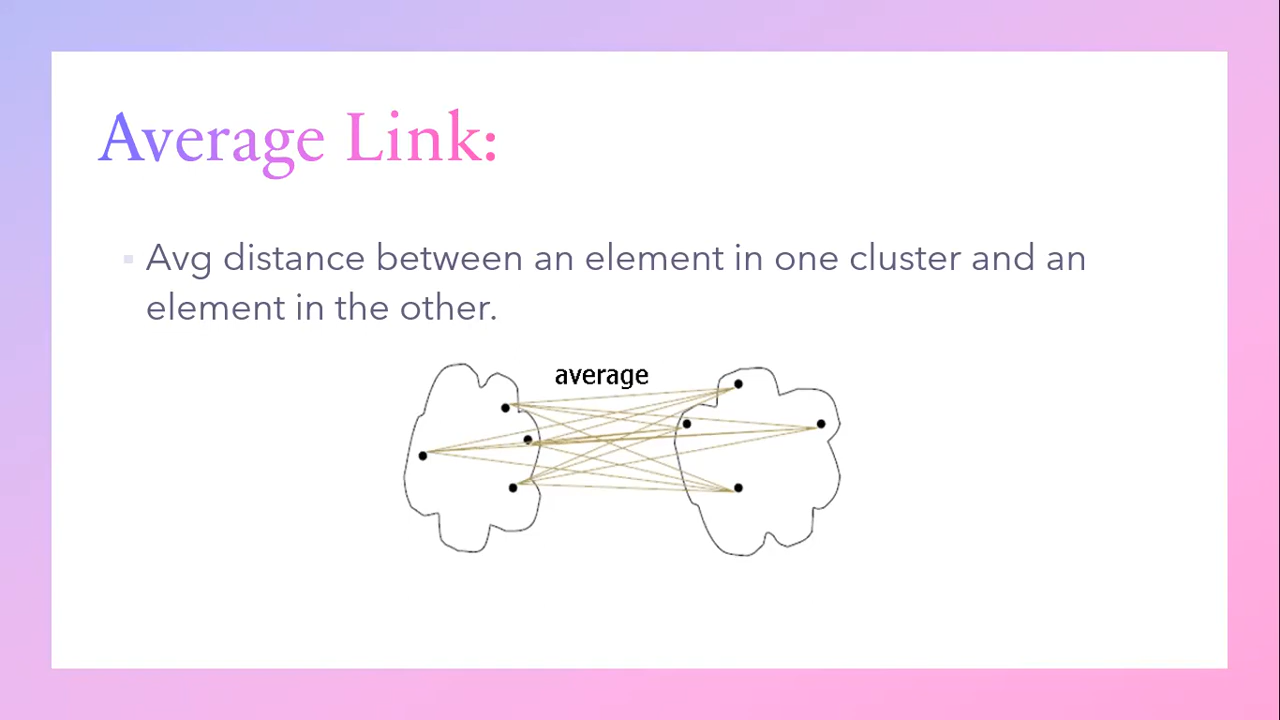 Average Link:
Avg distance between an element in one cluster and an
element in the other.
average